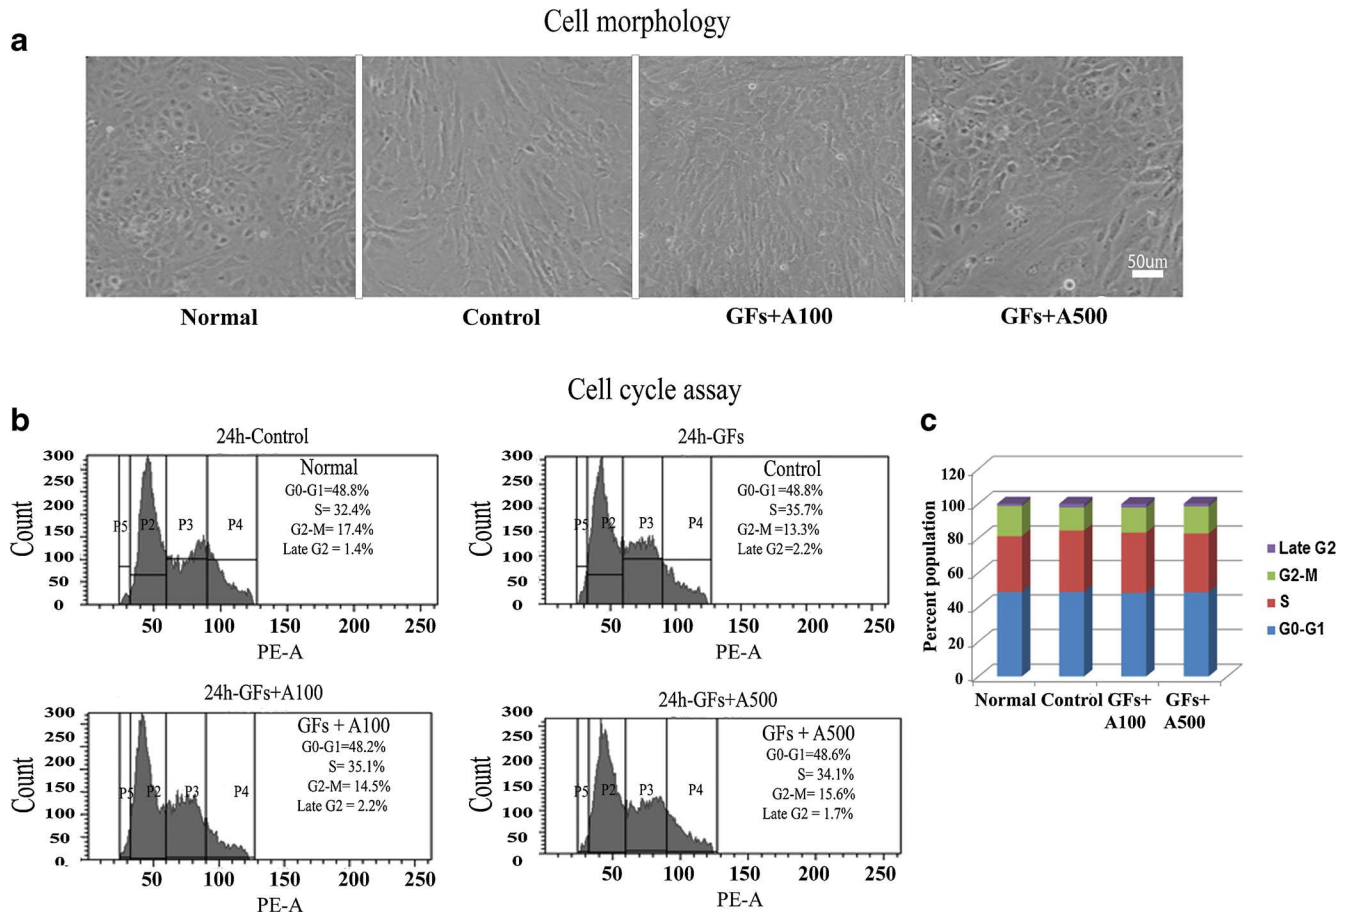 Cell morphology
a
50um
Normal
Control
GFs+A100
GFs+A500
Cell cycle assay
b
24h-Control
300
250
200
150
100
50
0
Count
P5
P2
P3
P4
Normal
G0-G1=48.8%
S= 32.4%
G2-M= 17.4%
Late G2 = 1.4%
50
100
150
200
250
PE-A
24h-GFs
300
250
200
150
100
50
0
Count
P5
P2
P3
P4
Control
G0-G1=48.8%
S=35.7%
G2-M=13.3%
Late G2=2.2%
50
100
150
200
250
PE-A
24h-GFs+A100
300
250
200
150
100
50
0.
Count
P5
P2
P3
P4
GFs + A100
G0-G1=48.2%
S= 35.1%
G2-M= 14.5%
Late G2 = 2.2%
50
100
150
200
250
PE-A
24h-GFs+A500
300
250
200
150
100
50
0
Count
P5
P2
P3
P4
GFs + A500
G0-G1=48.6%
S= 34.1%
G2-M= 15.6%
Late G2 = 1.7%
50
100
150
200
250
PE-A
c
Percent population
120
100
80
60
40
20
0
Normal
Control
GFs+
A100
GFs+
A500
Late G2
G2-M
S
G0-G1